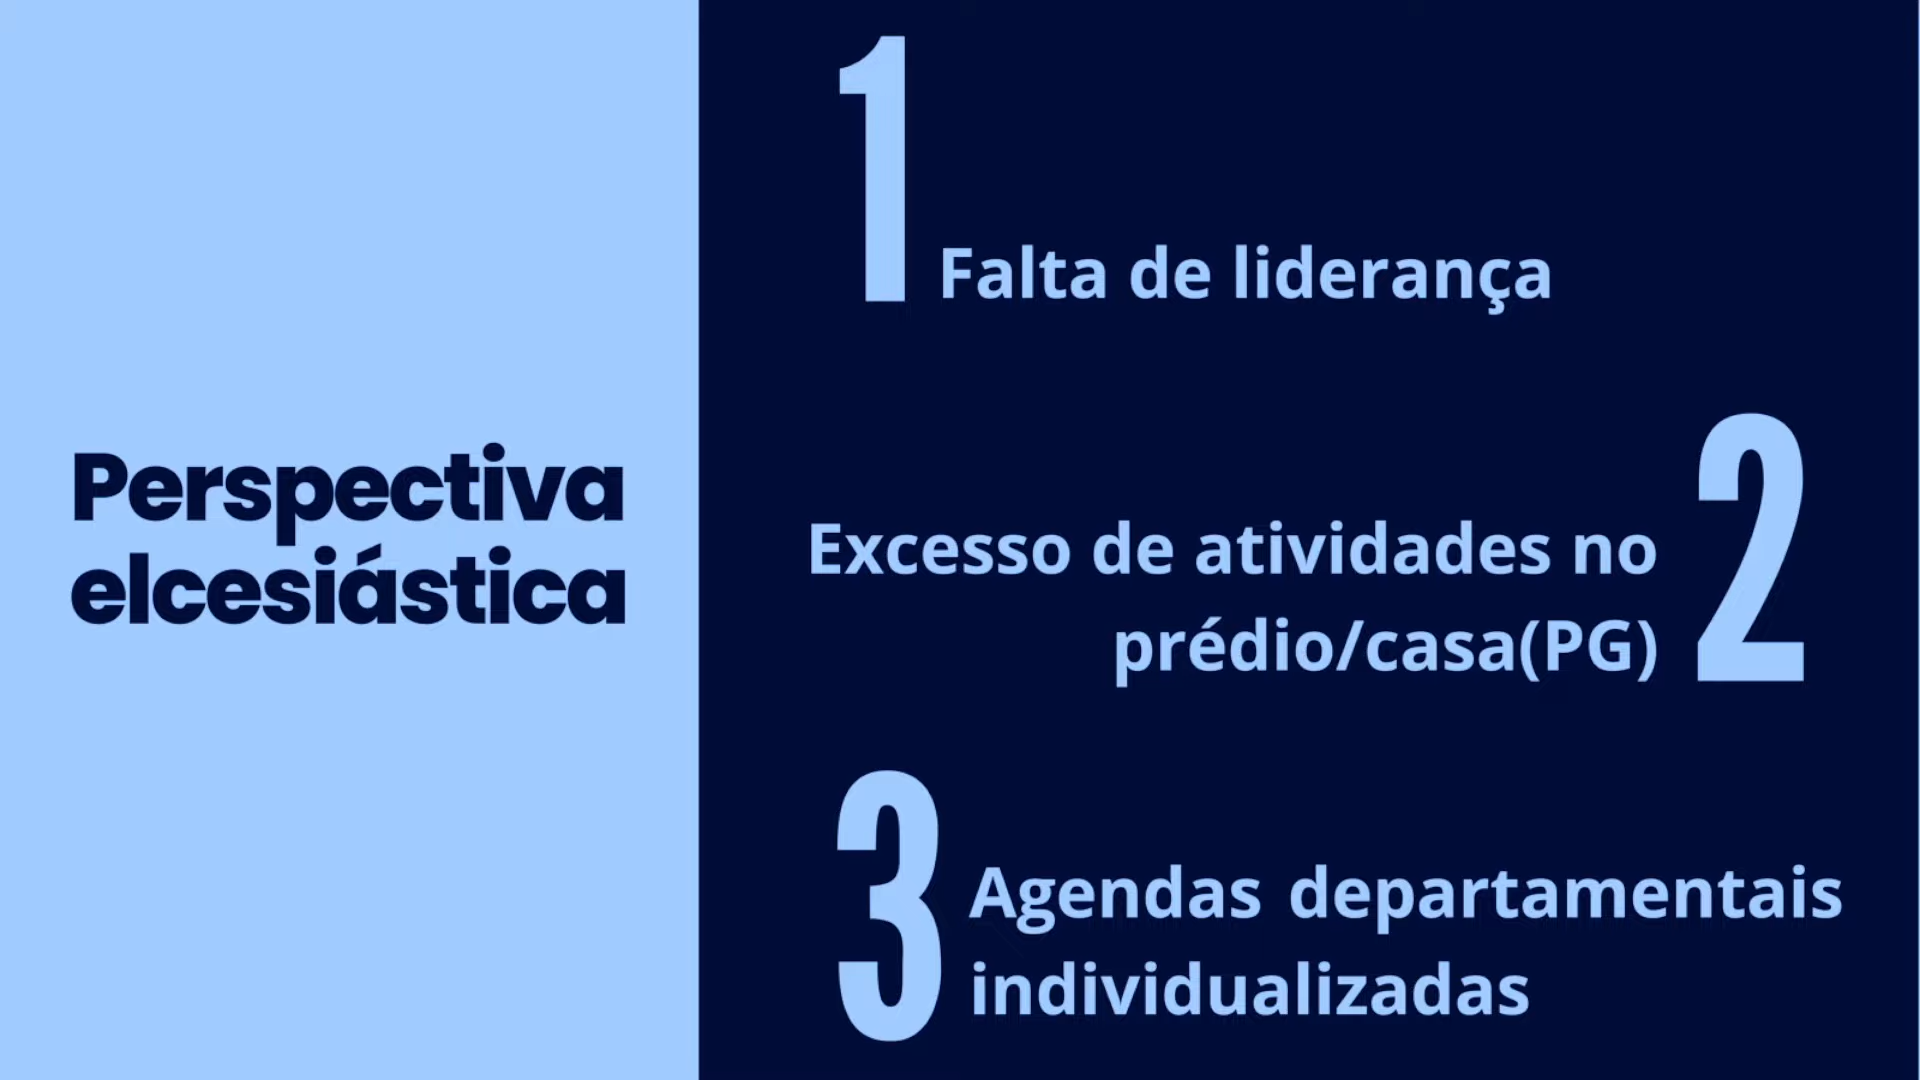 Perspectiva
elcesiástica
1
Falta de liderança
Excesso de atividades no
prédio/casa(PG)
2
3
Agendas departamentais
individualizadas